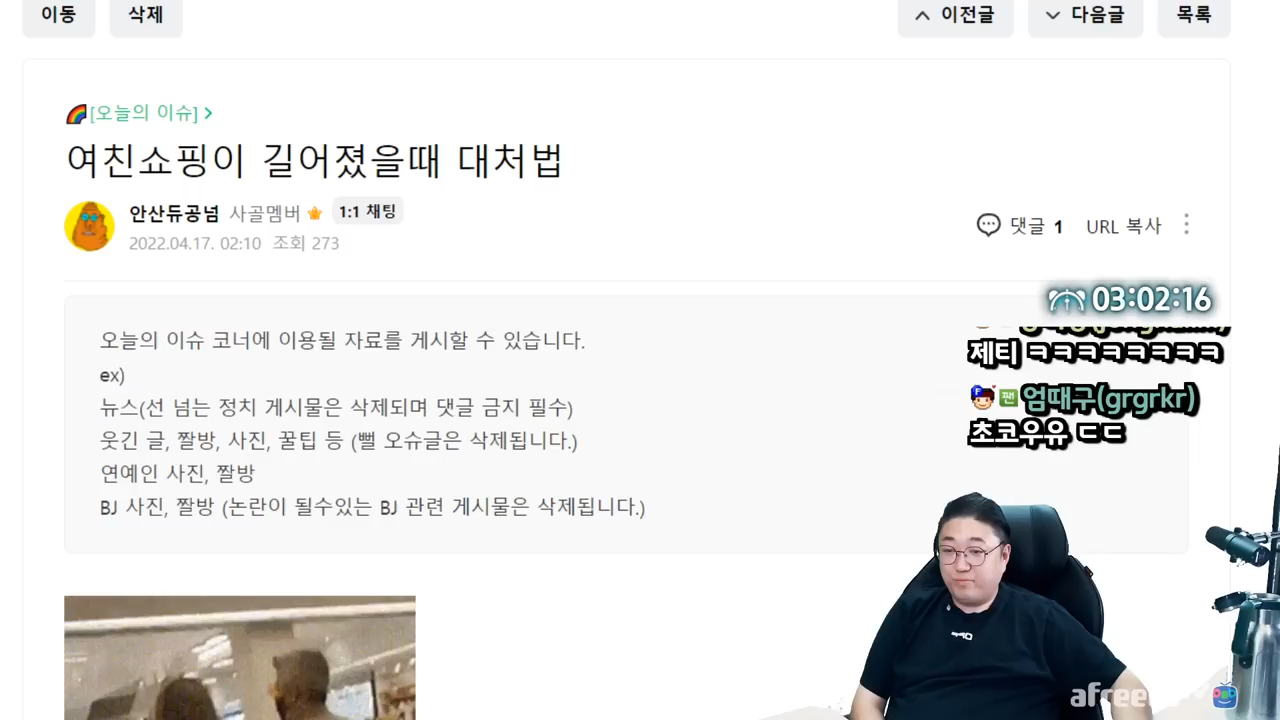 이동
삭제
이전글
다음글
목록
[오늘의 이슈]
여친쇼핑이 길어졌을때 대처법
안산듀공넘 사골멤버 1:1 채팅
2022.04.17. 02:10 조회 273
댓글 1 URL 복사
03:02:16
오늘의 이슈 코너에 이용될 자료를 게시할 수 있습니다.
ex)
뉴스(선 넘는 정치 게시물은 삭제되며 댓글 금지 필수)
웃긴 글, 짤방, 사진, 꿀팁 등 (뻘 오슈글은 삭제됩니다.)
연예인 사진, 짤방
BJ 사진, 짤방 (논란이 될수있는 BJ 관련 게시물은 삭제됩니다.)
제티 ㅋㅋㅋㅋㅋㅋㅋㅋ
F 팬 엄때구(grgrkr)
초코우유 ㄷㄷ